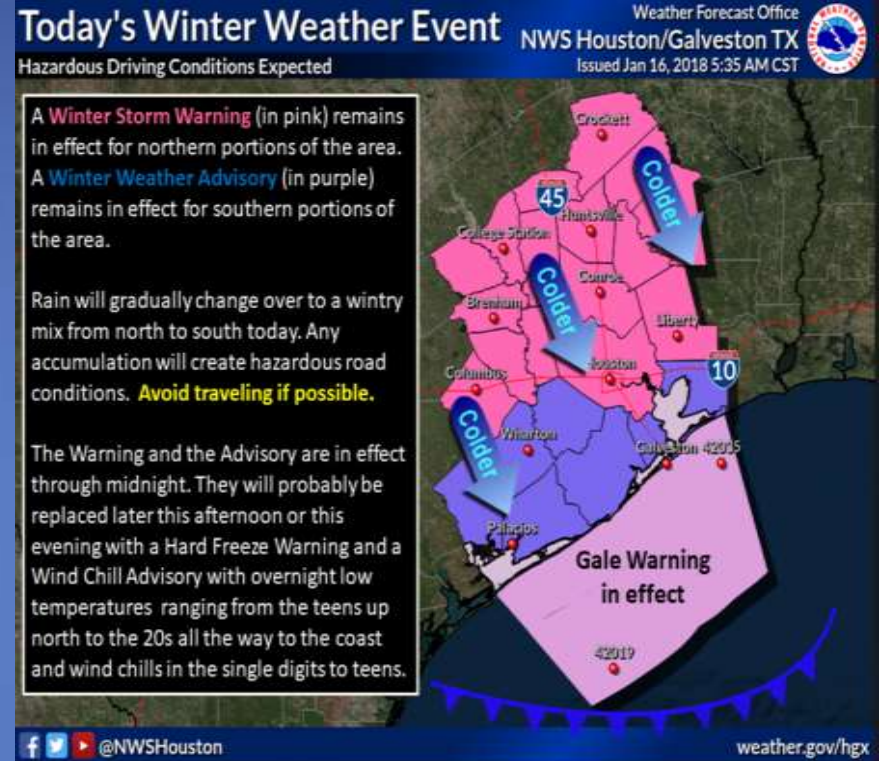 Today's Winter Weather Event
Weather Forecast Office
NWS Houston/Galveston TX
Issued Jan 16, 2018 5:35 AM CST
Hazardous Driving Conditions Expected
A Winter Storm Warning (in pink) remains
in effect for northern portions of the area.
A Winter Weather Advisory (in purple)
remains in effect for southern portions of
the area.
Rain will gradually change over to a wintry
mix from north to south today. Any
accumulation will create hazardous road
conditions. Avoid traveling if possible.
The Warning and the Advisory are in effect
through midnight. They will probably be
replaced later this afternoon or this
evening with a Hard Freeze Warning and a
Wind Chill Advisory with overnight low
temperatures ranging from the teens up
north to the 20s all the way to the coast
and wind chills in the single digits to teens.
Crockett
Colder
45
Huntsville
College Station
Conroe
Colder
Brenham
Liberty
Houston
10
Columbus
Colder
Wharton
Galveston 42035
Palacios
Gale Warning
in effect
42019
@NWSHouston
weather.gov/hgx